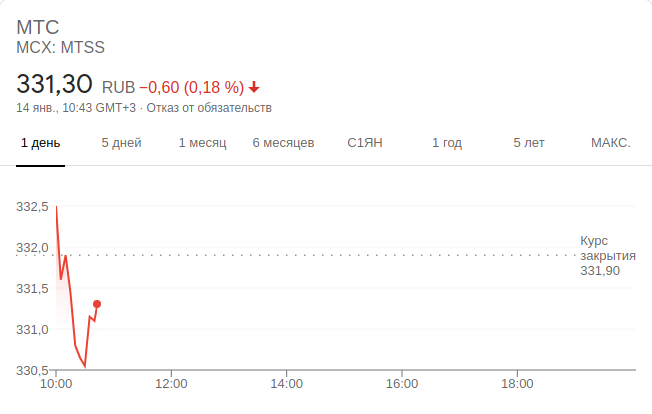 МТС
MCX: MTSS
331,30 RUB −0,60 (0,18 %)
14 янв., 10:43 GMT+3 · Отказ от обязательств
1 день 5 дней 1 месяц 6 месяцев С1ЯН 1 год 5 лет МАКС.
332,5
332,0
331,5
331,0
330,5
Курс
закрытия
331,90
10:00 12:00 14:00 16:00 18:00